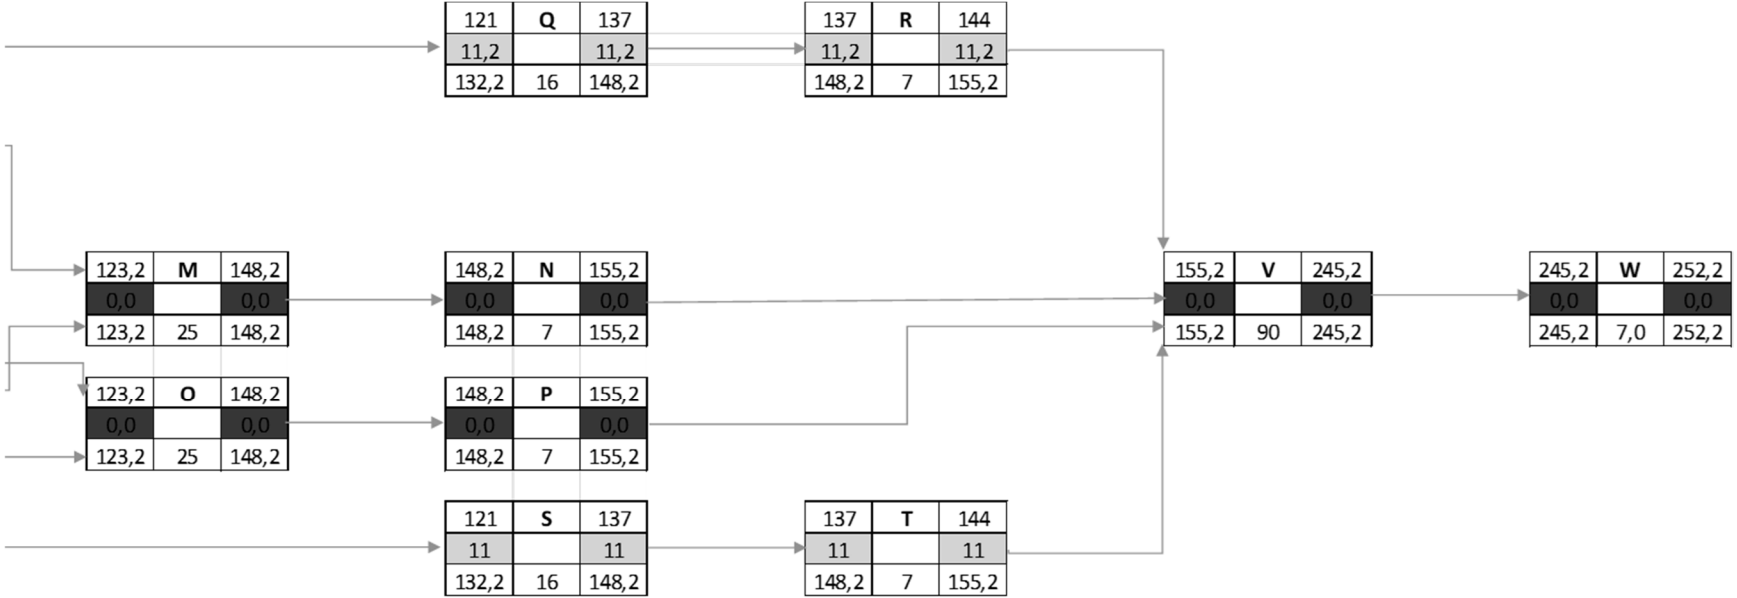 121 Q 137
11,2 11,2
132,2 16 148,2
137 R 144
11,2 11,2
148,2 7 155,2
123,2 M 148,2
0,0 0,0
123,2 25 148,2
148,2 N 155,2
0,0 0,0
148,2 7 155,2
155,2 V 245,2
0,0 0,0
155,2 90 245,2
245,2 W 252,2
0,0 0,0
245,2 7,0 252,2
123,2 O 148,2
0,0 0,0
123,2 25 148,2
148,2 P 155,2
0,0 0,0
148,2 7 155,2
121 S 137
11 11
132,2 16 148,2
137 T 144
11 11
148,2 7 155,2